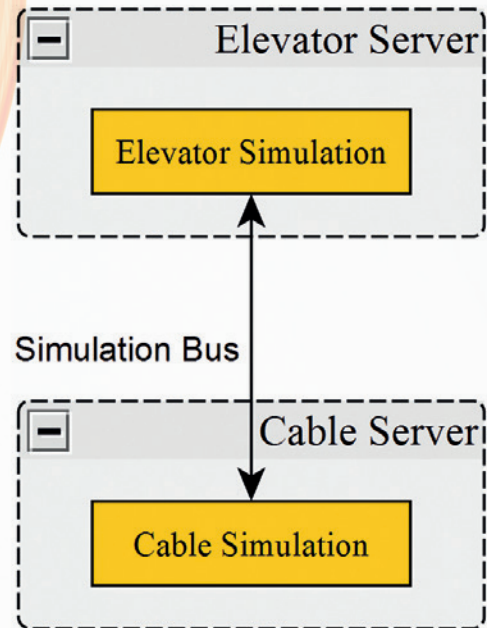 Elevator Server
Elevator Simulation
Simulation Bus
Cable Server
Cable Simulation